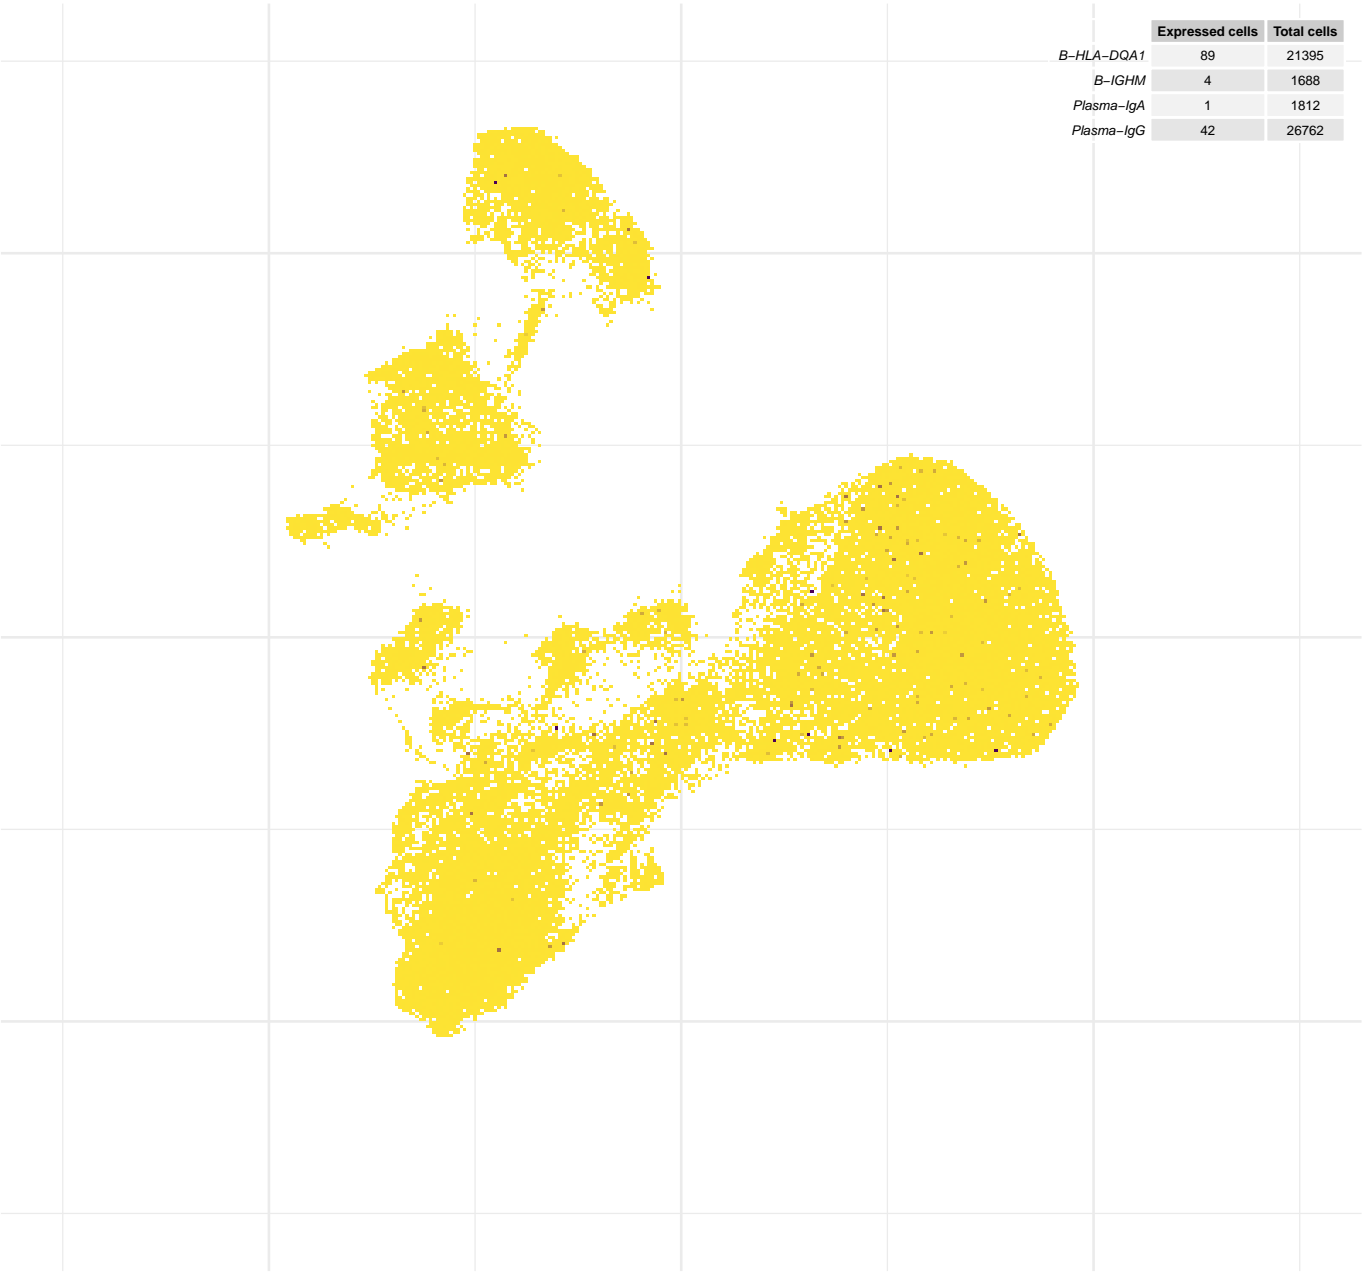 Expressed cells Total cells
B−HLA−DQA1 89 21395
B−IGHM 4 1688
Plasma−IgA 1 1812
Plasma−IgG 42 26762